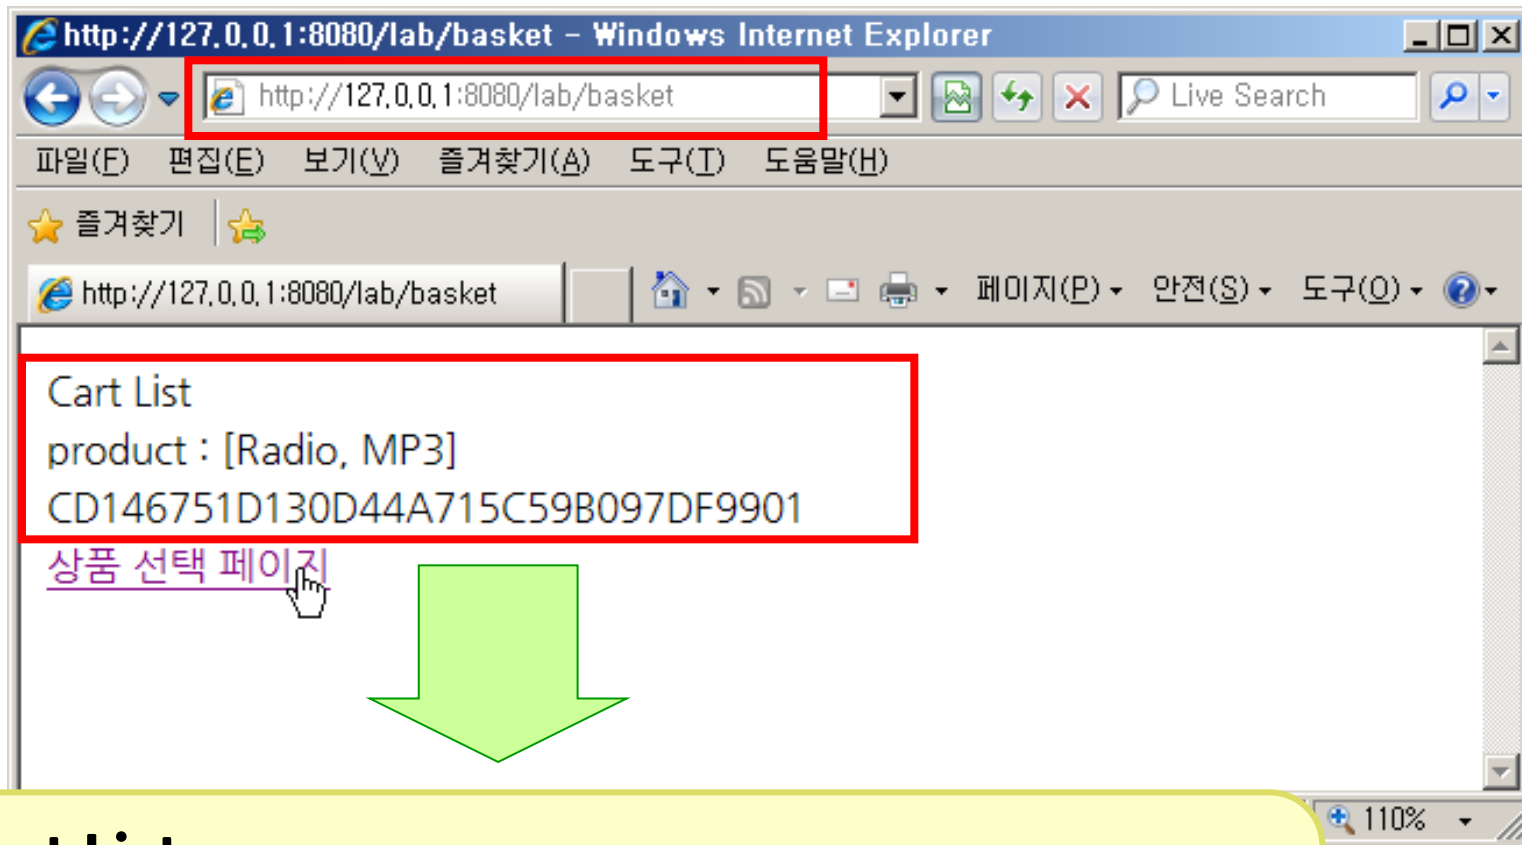 http://127.0.0.1:8080/lab/basket - Windows Internet Explorer
http://127.0.0.1:8080/lab/basket
Live Search
파일(F) 편집(E) 보기(V) 즐겨찾기(A) 도구(T) 도움말(H)
즐겨찾기
http://127.0.0.1:8080/lab/basket
페이지(P) 안전(S) 도구(O)
Cart List
product : [Radio, MP3]
CD146751D130D44A715C59B097DF9901
상품 선택 페이지
110%